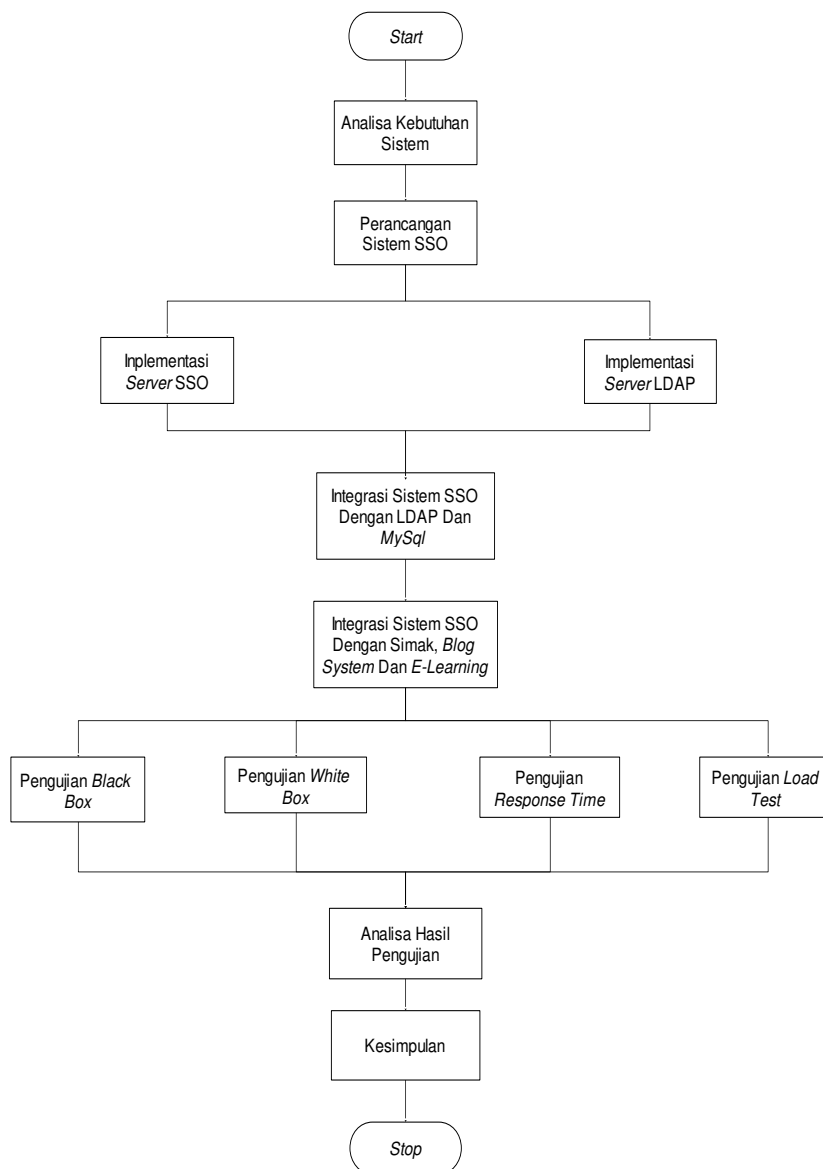 Start
Analisa Kebutuhan
Sistem
Perancangan
Sistem SSO
Inplementasi
Server SSO
Implementasi
Server LDAP
Integrasi Sistem SSO
Dengan LDAP Dan
MySql
Integrasi Sistem SSO
Dengan Simak, Blog
System Dan E-Learning
Pengujian Black
Box
Pengujian White
Box
Pengujian
Response Time
Pengujian Load
Test
Analisa Hasil
Pengujian
Kesimpulan
Stop